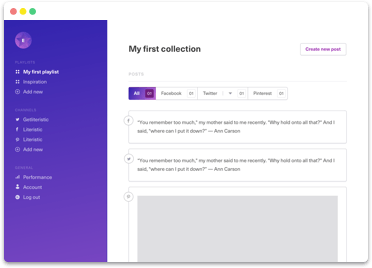 PLAYLISTS
My first playlist
Inspiration
Add new
CHANNELS
Getliteristic
Literistic
Literistic
Add new
GENERAL
Performance
Account
Log out
My first collection
Create new post
POSTS
All 01 Facebook 01 Twitter 01 Pinterest 01
"You remember too much," my mother said to me recently. "Why hold onto all that?" And I
said, "where can I put it down?" — Ann Carson
"You remember too much," my mother said to me recently. "Why hold onto all that?" And I
said, "where can I put it down?" — Ann Carson